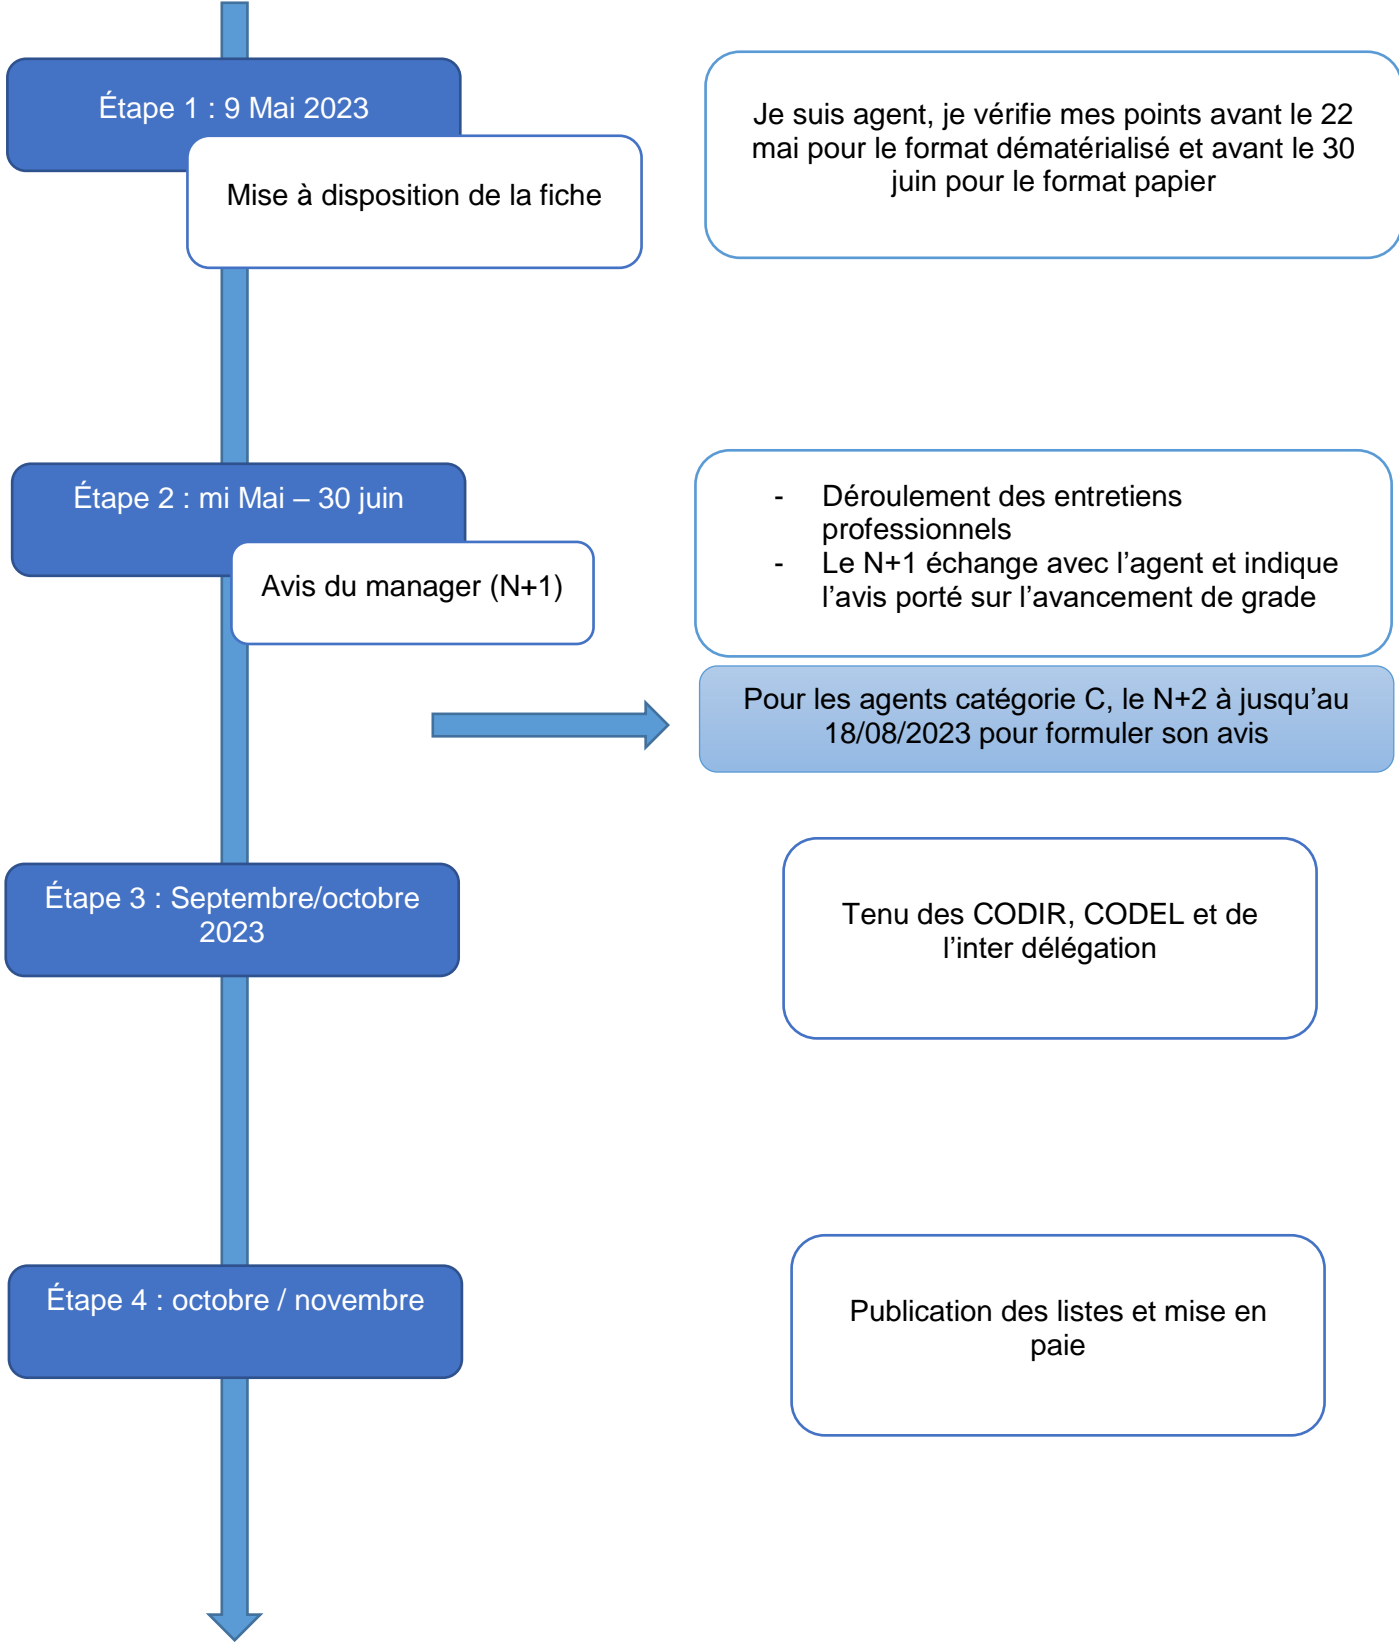 Étape 1 : 9 Mai 2023
Mise à disposition de la fiche
Je suis agent, je vérifie mes points avant le 22
mai pour le format dématérialisé et avant le 30
juin pour le format papier
Étape 2 : mi Mai – 30 juin
Avis du manager (N+1)
- Déroulement des entretiens
professionnels
- Le N+1 échange avec l’agent et indique
l’avis porté sur l’avancement de grade
Pour les agents catégorie C, le N+2 à jusqu’au
18/08/2023 pour formuler son avis
Étape 3 : Septembre/octobre
2023
Tenu des CODIR, CODEL et de
l’inter délégation
Étape 4 : octobre / novembre
Publication des listes et mise en
paie